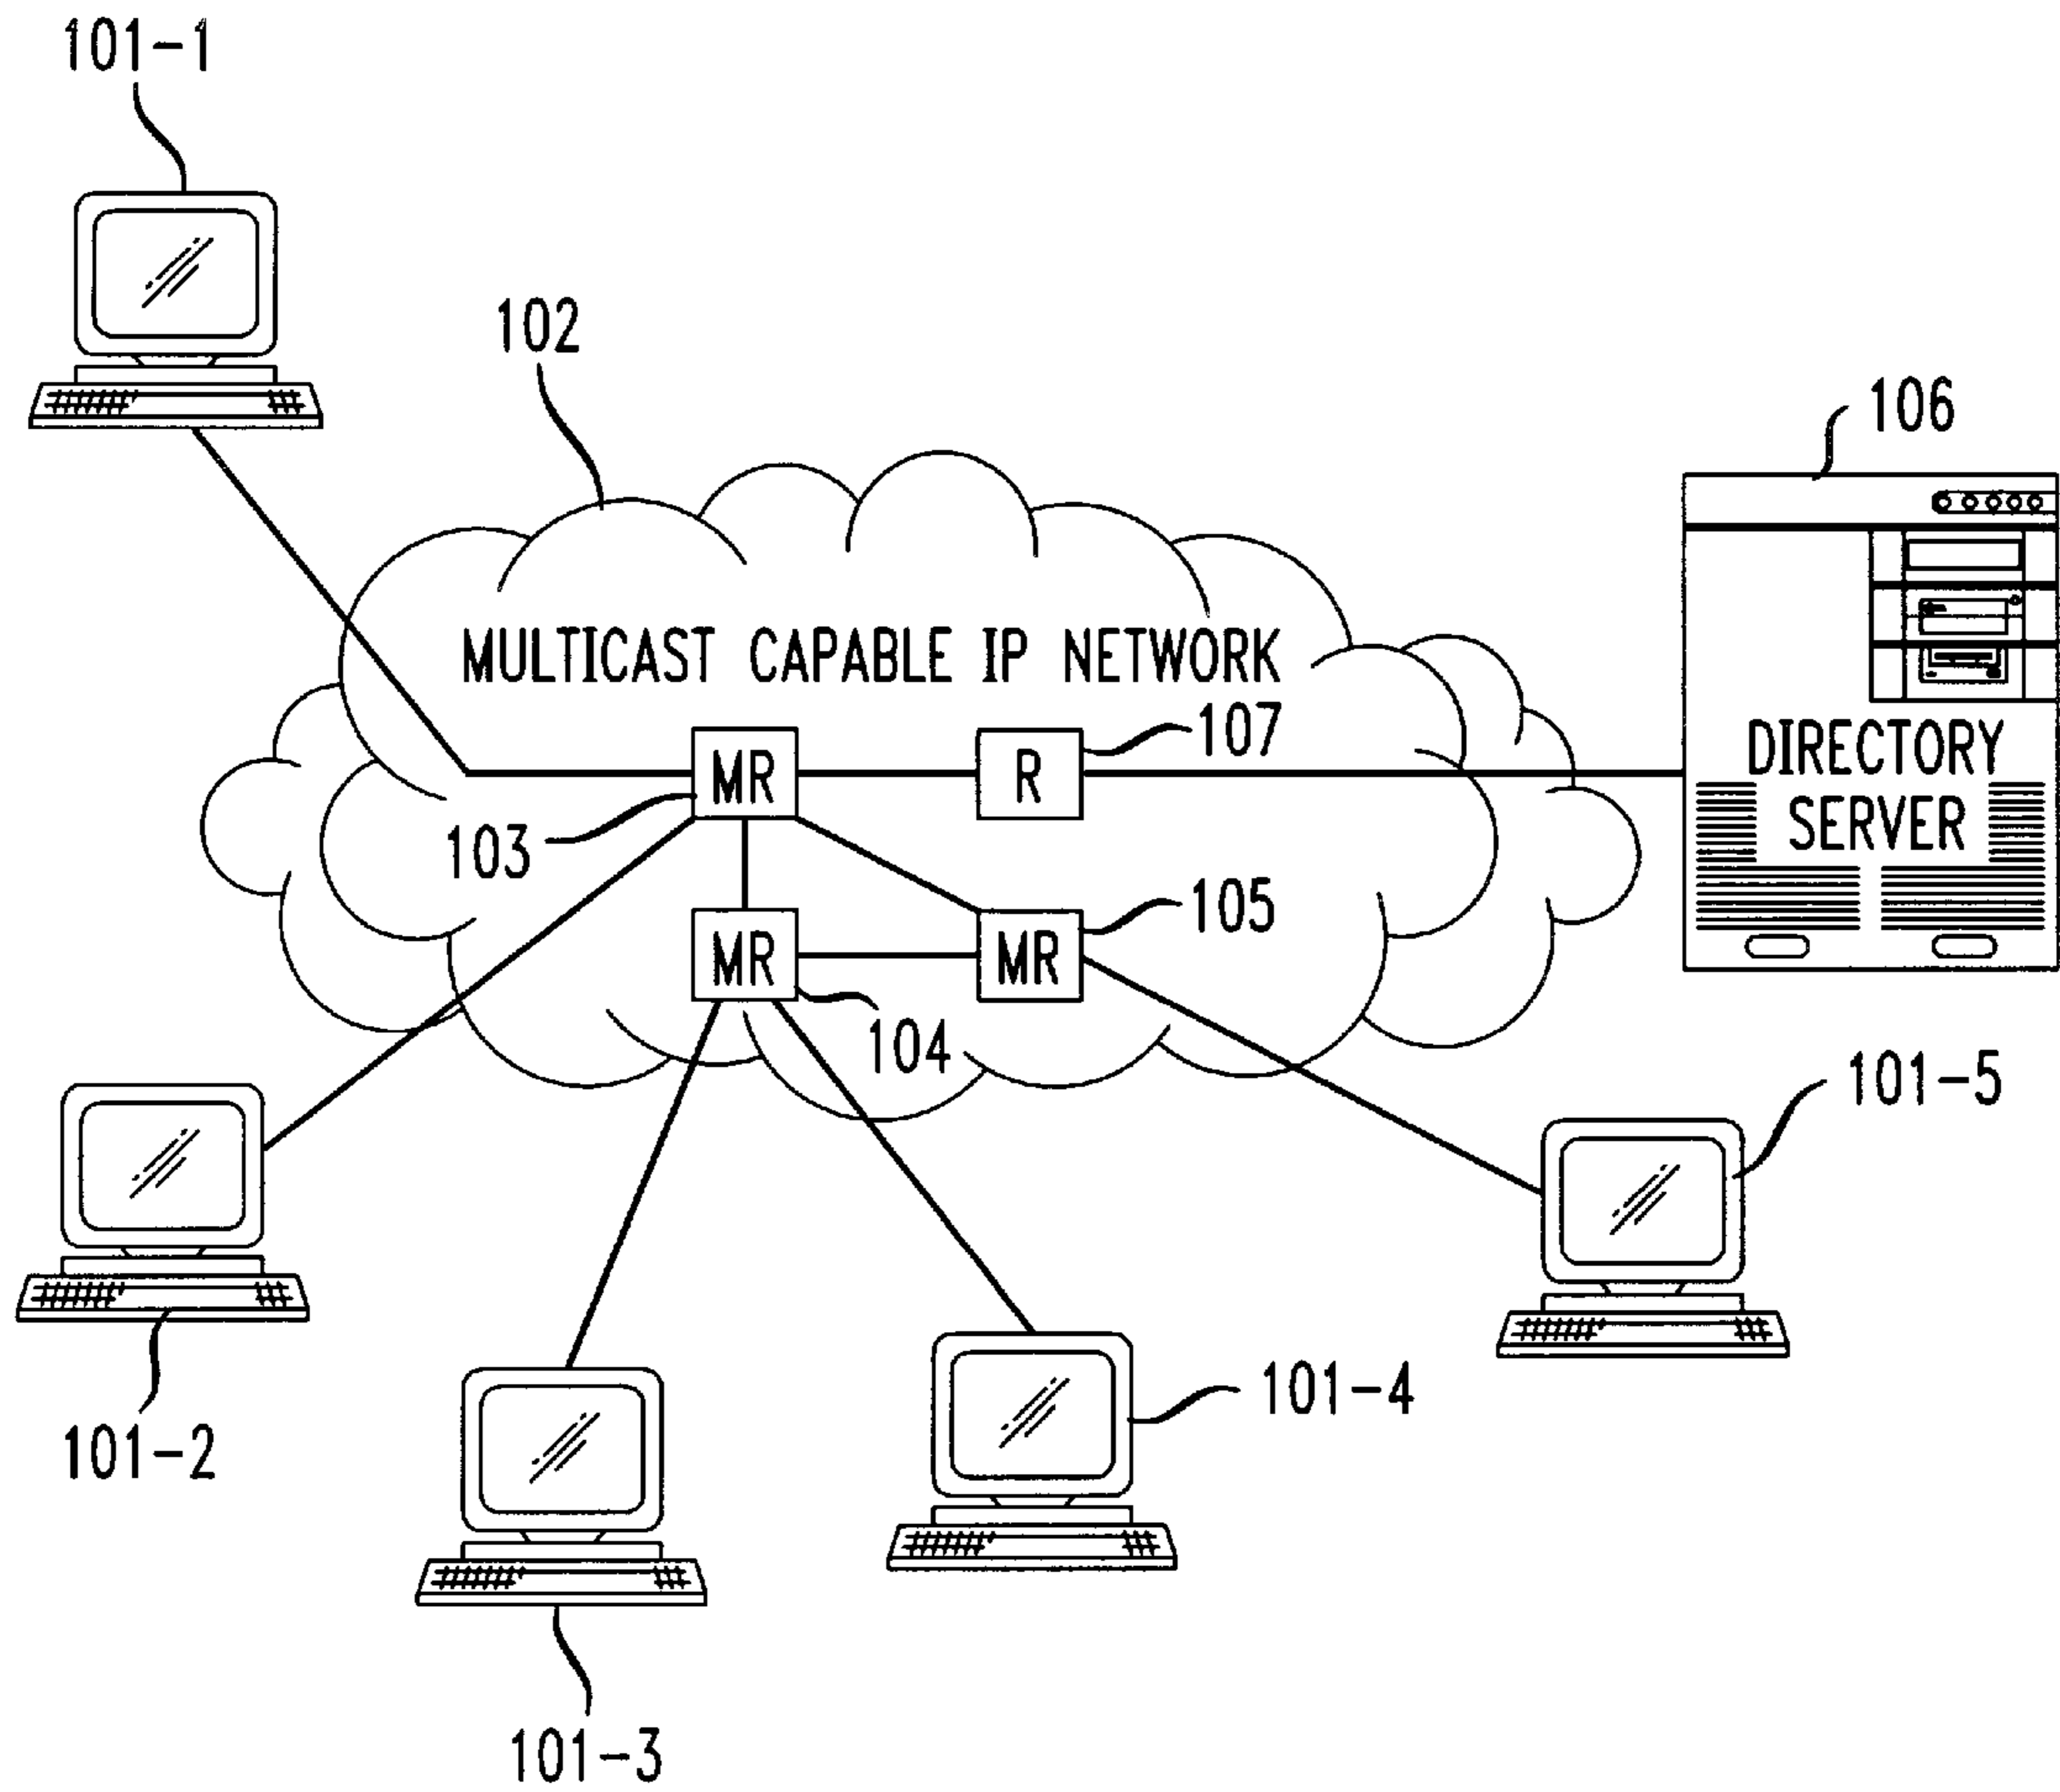 101-1
102
106
MULTICAST CAPABLE IP NETWORK
MR
R
107
DIRECTORY
SERVER
103
MR
MR
105
104
101-5
101-2
101-4
101-3